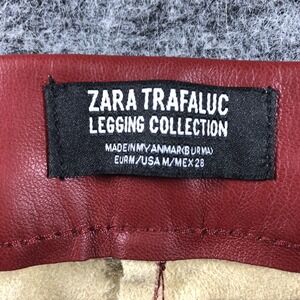 ZARA TRAFALUC
LEGGING COLLECTION
MADE IN MYANMAR(BURMA)
EUR M/USA M/MEX 28